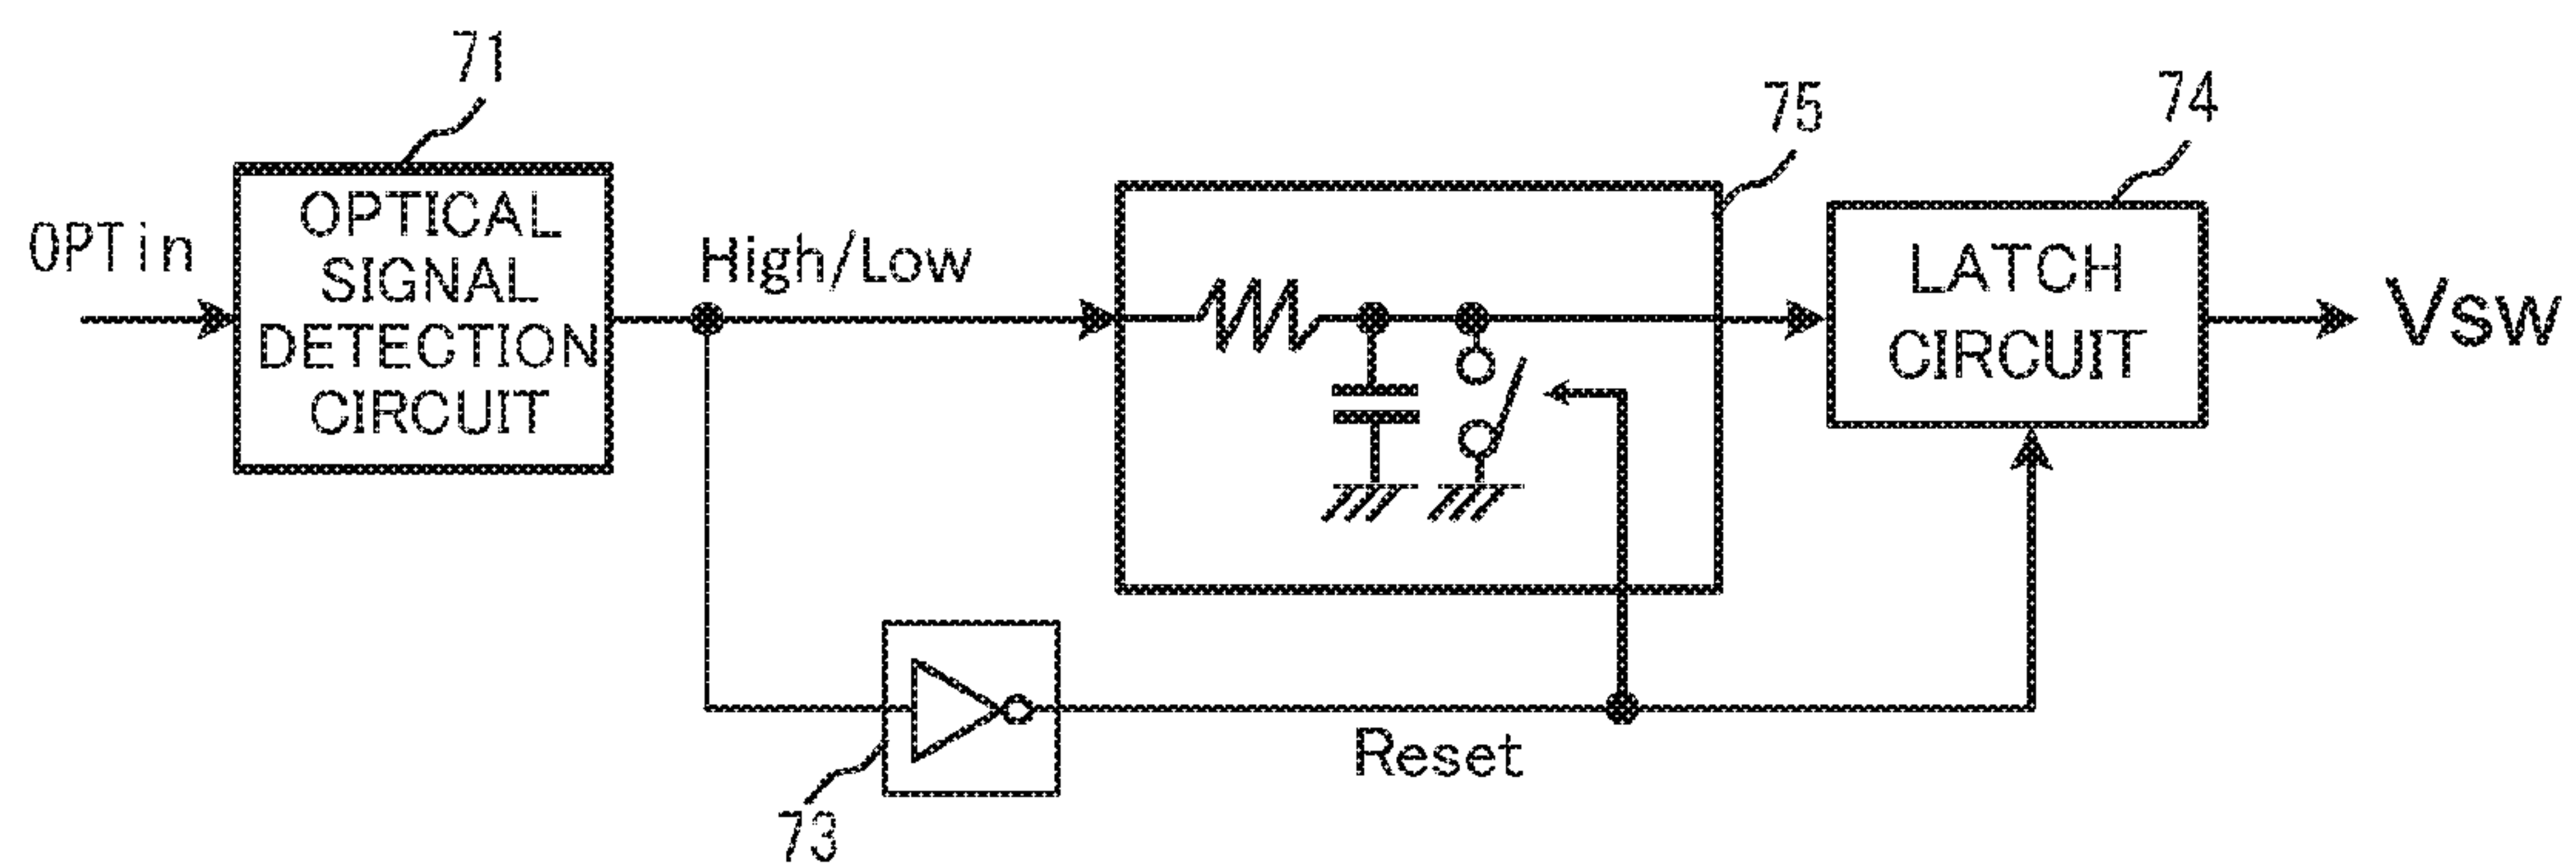 71
75
74
OPTin
OPTICAL
SIGNAL
DETECTION
CIRCUIT
High/Low
LATCH
CIRCUIT
Vsw
Reset
73